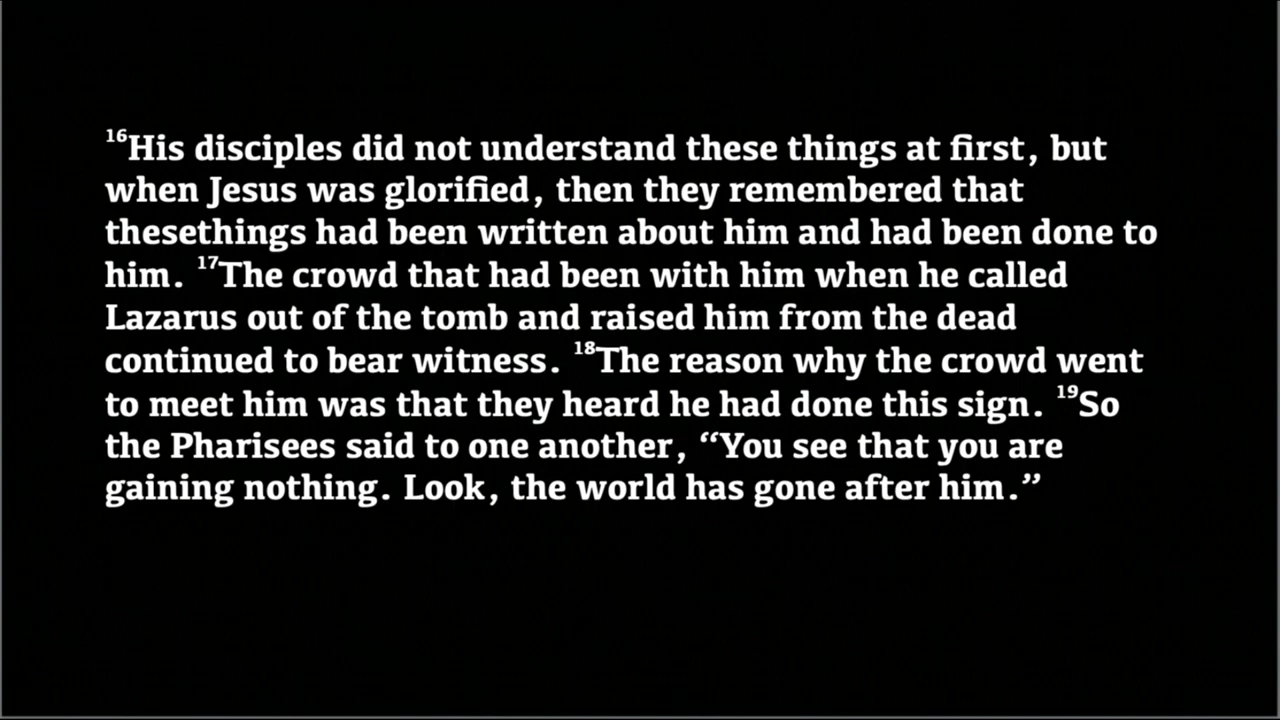 ¹⁶His disciples did not understand these things at first, but
when Jesus was glorified, then they remembered that
thesethings had been written about him and had been done to
him. ¹⁷The crowd that had been with him when he called
Lazarus out of the tomb and raised him from the dead
continued to bear witness. ¹⁸The reason why the crowd went
to meet him was that they heard he had done this sign. ¹⁹So
the Pharisees said to one another, “You see that you are
gaining nothing. Look, the world has gone after him.”